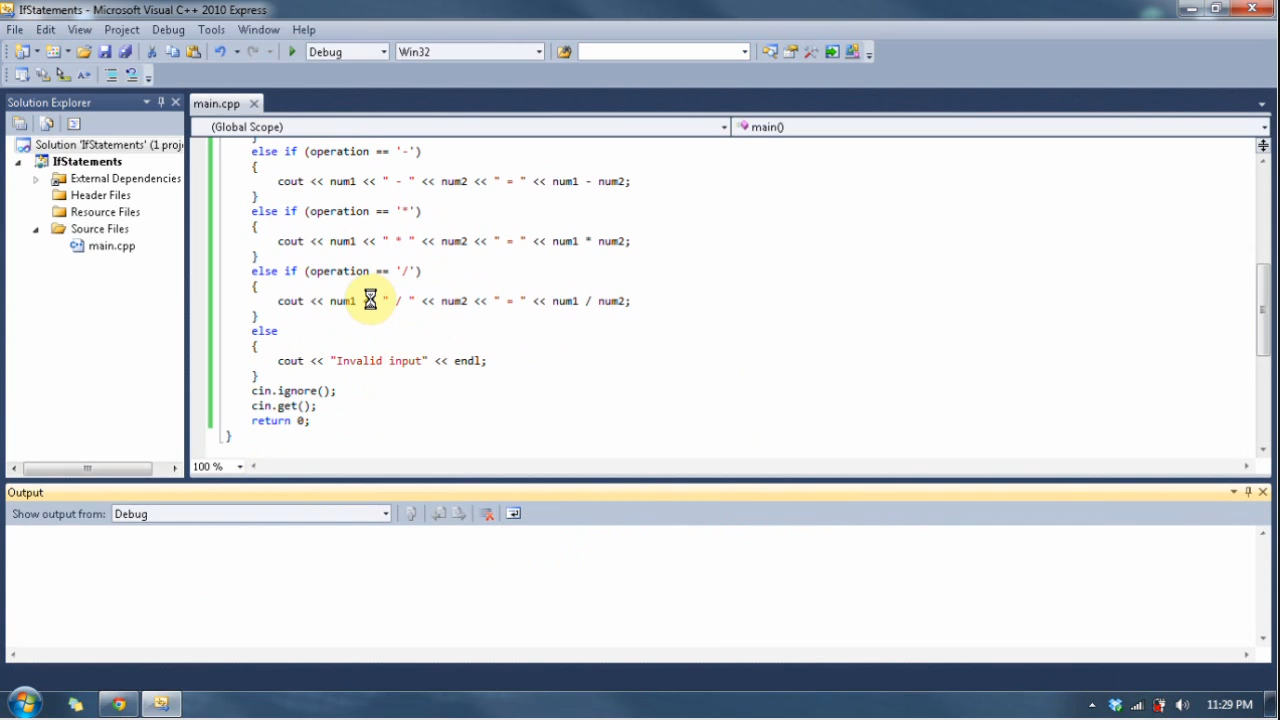 IfStatements - Microsoft Visual C++ 2010 Express
File Edit View Project Debug Tools Window Help
Debug Win32
Solution Explorer
main.cpp
(Global Scope) main()
Solution 'IfStatements' (1 proj
IfStatements
External Dependencies
Header Files
Resource Files
Source Files
main.cpp
}
else if (operation == '-')
{
cout << num1 << " - " << num2 << " = " << num1 - num2;
}
else if (operation == '*')
{
cout << num1 << " * " << num2 << " = " << num1 * num2;
}
else if (operation == '/')
{
cout << num1 " / " << num2 << " = " << num1 / num2;
}
else
{
cout << "Invalid input" << endl;
}
cin.ignore();
cin.get();
return 0;
}
100 %
Output
Show output from: Debug
11:29 PM